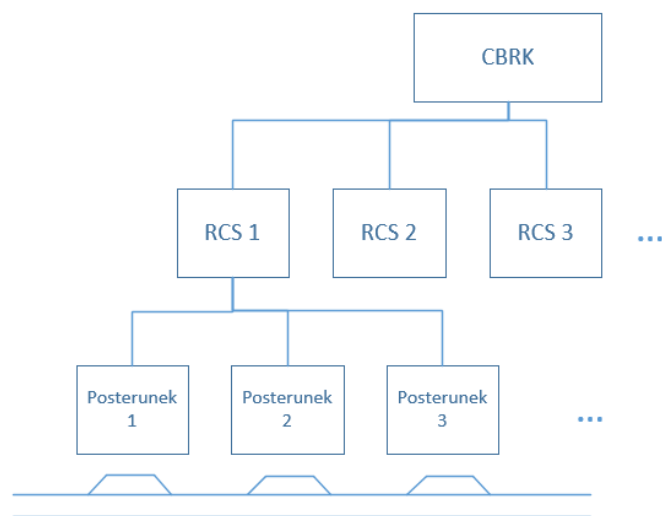 CBRK
RCS 1
RCS 2
RCS 3
...
Posterunek
1
Posterunek
2
Posterunek
3
...